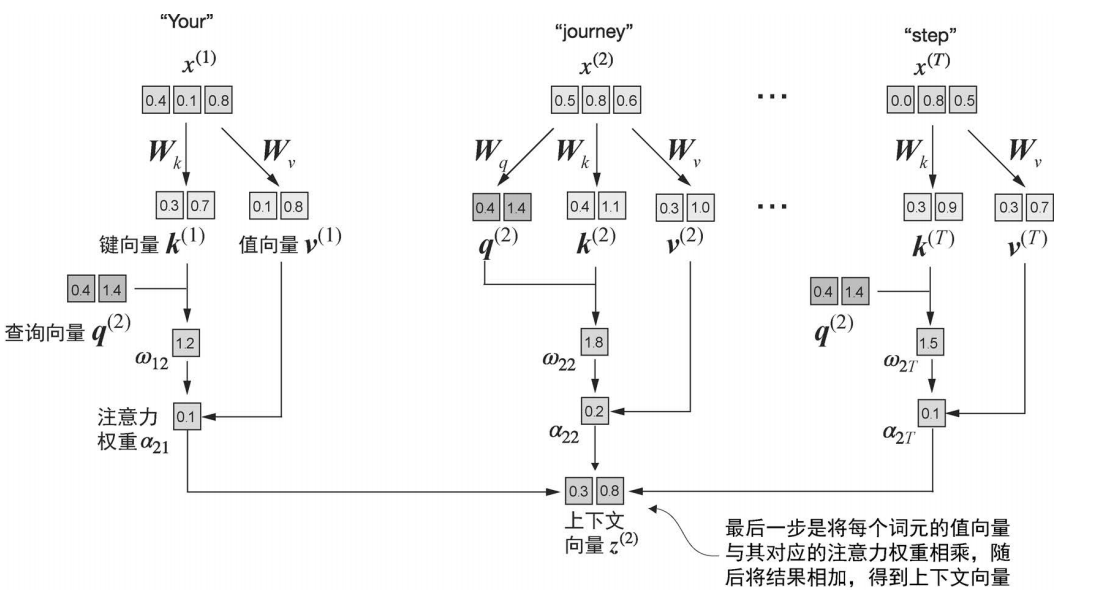 “Your”
x(1)
0.4 0.1 0.8
Wk
Wv
0.3 0.7
0.1 0.8
键向量 k(1)
值向量 v(1)
0.4 1.4
查询向量 q(2)
1.2
ω12
注意力
权重 α21
0.1
“journey”
x(2)
0.5 0.8 0.6
Wq
Wk
Wv
0.4 1.4
0.4 1.1
0.3 1.0
q(2)
k(2)
v(2)
1.8
ω22
0.2
α22
0.3 0.8
上下文
向量 z(2)
...
...
“step”
x(T)
0.0 0.8 0.5
Wk
Wv
0.3 0.9
0.3 0.7
k(T)
v(T)
0.4 1.4
q(2)
1.5
ω2T
0.1
α2T
最后一步是将每个词元的值向量
与其对应的注意力权重相乘，随
后将结果相加，得到上下文向量